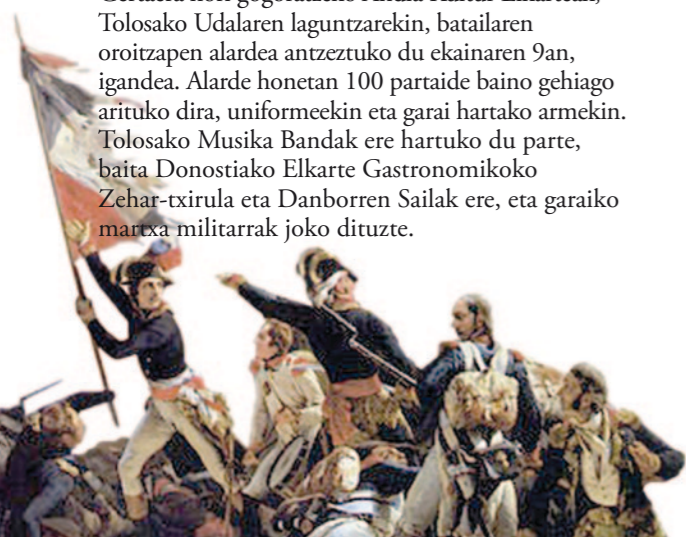 Tolosako Udalaren laguntzarekin, batailaren
oroitzapen alardea antzeztuko du ekainaren 9an,
igandea. Alarde honetan 100 partaide baino gehiago
arituko dira, uniformeekin eta garai hartako armekin.
Tolosako Musika Bandak ere hartuko du parte,
baita Donostiako Elkarte Gastronomikoko
Zehar-txirula eta Danborren Sailak ere, eta garaiko
martxa militarrak joko dituzte.